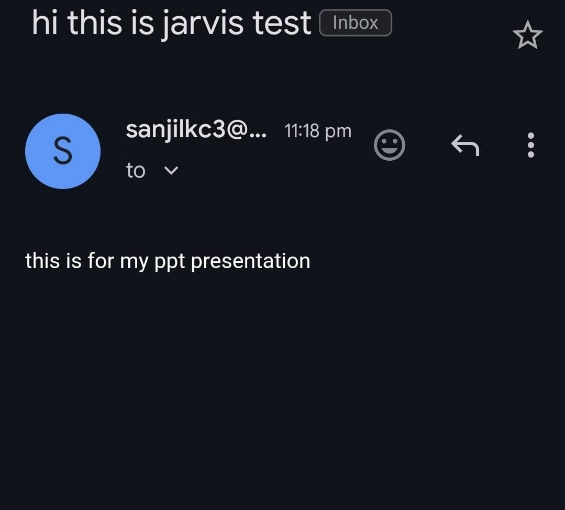 hi this is jarvis test Inbox
S
sanjilkc3@... 11:18 pm
to
this is for my ppt presentation